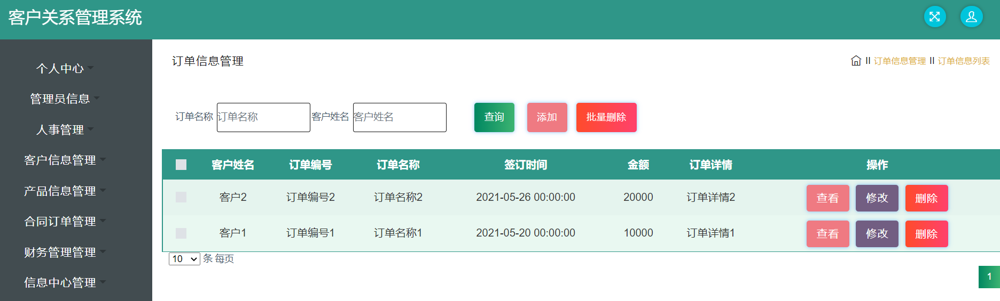 客户关系管理系统
个人中心
管理员信息
人事管理
客户信息管理
产品信息管理
合同订单管理
财务管理管理
信息中心管理
订单信息管理
II 订单信息管理 II 订单信息列表
订单名称 订单名称 客户姓名 客户姓名 查询 添加 批量删除
客户姓名 订单编号 订单名称 签订时间 金额 订单详情 操作
客户2 订单编号2 订单名称2 2021-05-26 00:00:00 20000 订单详情2 查看 修改 删除
客户1 订单编号1 订单名称1 2021-05-20 00:00:00 10000 订单详情1 查看 修改 删除
10 条 每页
1